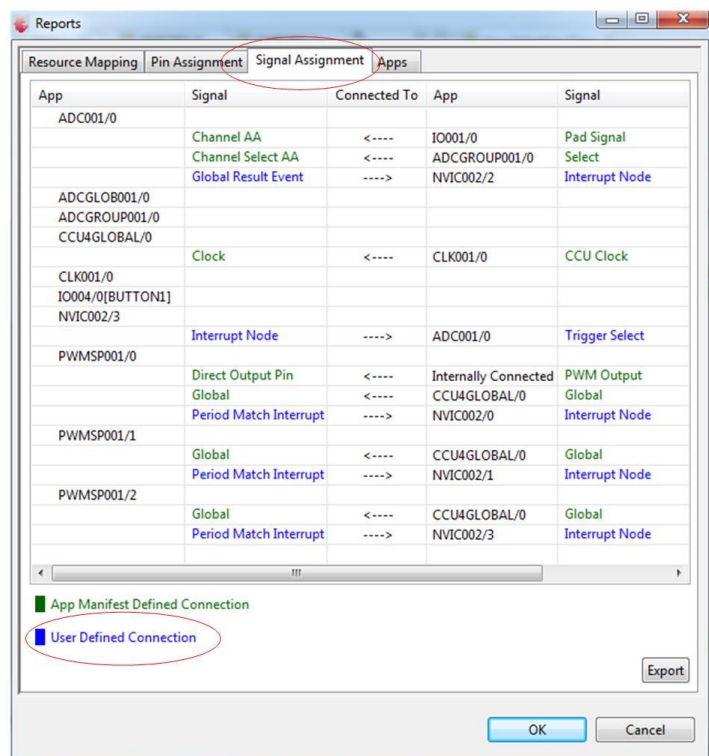 Reports
Resource Mapping Pin Assignment Signal Assignment Apps
App Signal Connected To App Signal
ADC001/0
Channel AA <---- IO001/0 Pad Signal
Channel Select AA <---- ADCGROUP001/0 Select
Global Result Event ----> NVIC002/2 Interrupt Node
ADCGLOB001/0
ADCGROUP001/0
CCU4GLOBAL/0
Clock <---- CLK001/0 CCU Clock
CLK001/0
IO004/0[BUTTON1]
NVIC002/3
Interrupt Node ----> ADC001/0 Trigger Select
PWMSP001/0
Direct Output Pin <---- Internally Connected PWM Output
Global <---- CCU4GLOBAL/0 Global
Period Match Interrupt ----> NVIC002/0 Interrupt Node
PWMSP001/1
Global <---- CCU4GLOBAL/0 Global
Period Match Interrupt ----> NVIC002/1 Interrupt Node
PWMSP001/2
Global <---- CCU4GLOBAL/0 Global
Period Match Interrupt ----> NVIC002/3 Interrupt Node
App Manifest Defined Connection
User Defined Connection
Export
OK Cancel